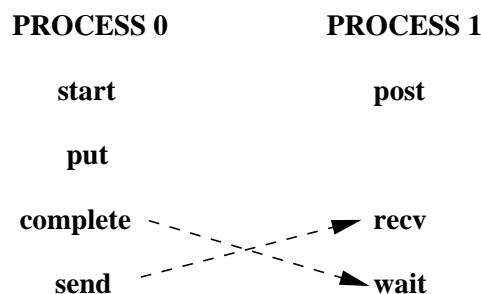 PROCESS 0 PROCESS 1
start post
put
complete recv
send wait